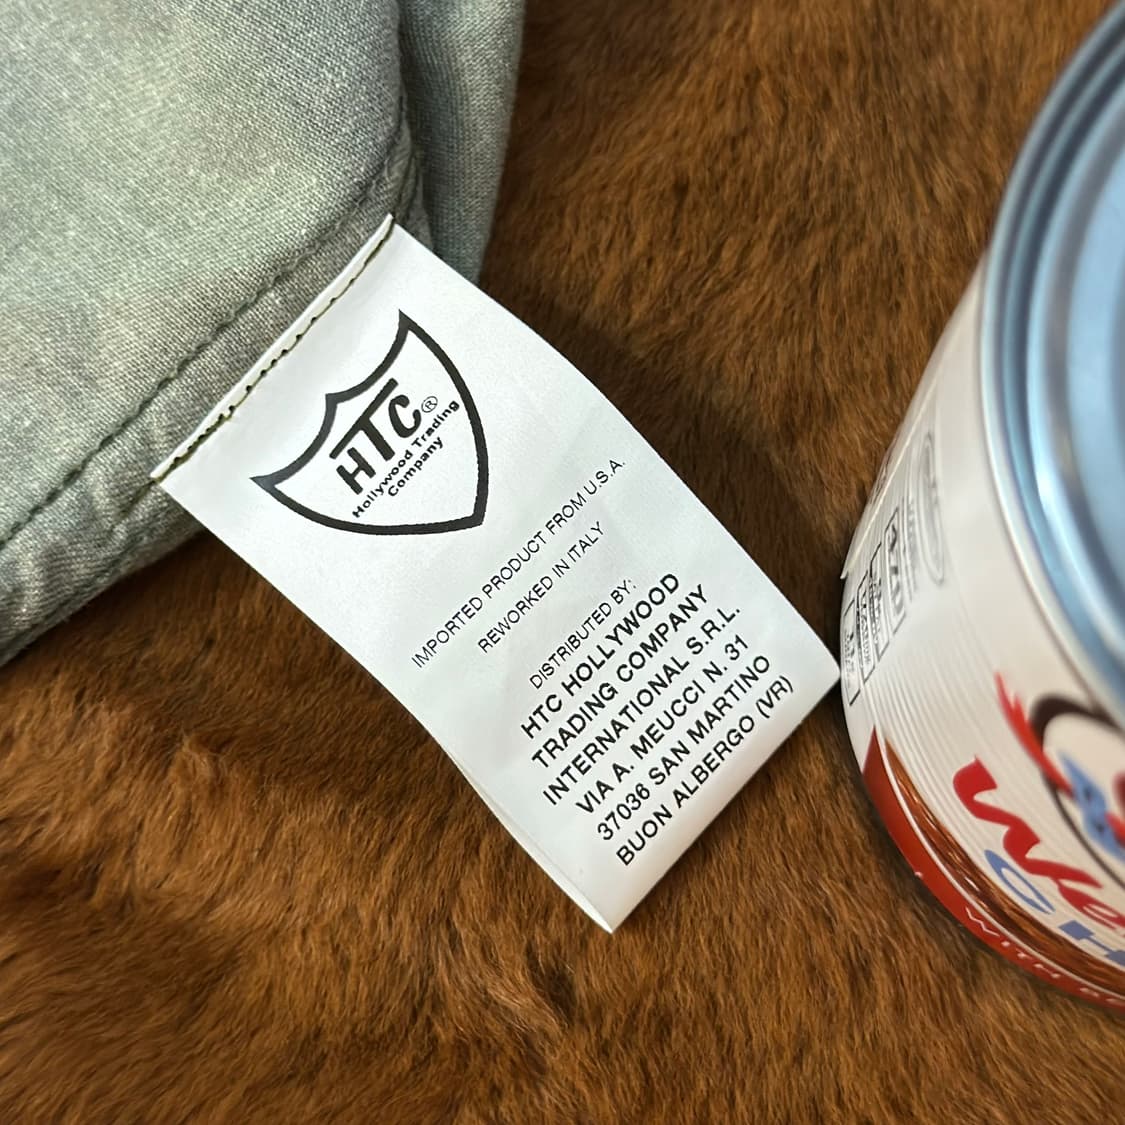 HTC®
Hollywood Trading
Company
IMPORTED PRODUCT FROM U.S.A.
REWORKED IN ITALY
DISTRIBUTED BY:
HTC HOLLYWOOD
TRADING COMPANY
INTERNATIONAL S.R.L.
VIA A. MEUCCI N. 31
37036 SAN MARTINO
BUON ALBERGO (VR)
WITH